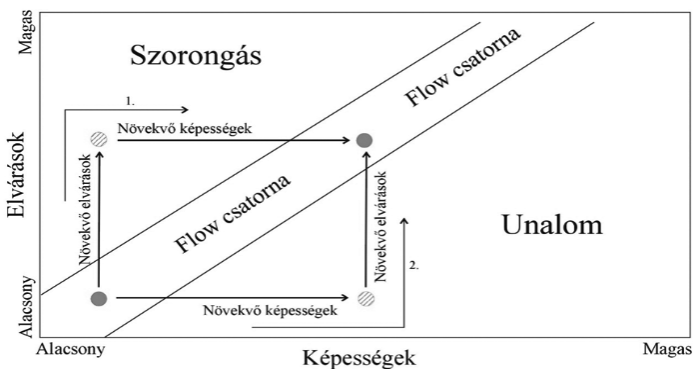 Magas
Szorongás
Flow csatorna
1.
Növekvő képességek
Elvárások
Növekvő elvárások
Flow csatorna
Növekvő elvárások
Unalom
2.
Alacsony
Növekvő képességek
Alacsony
Képességek
Magas